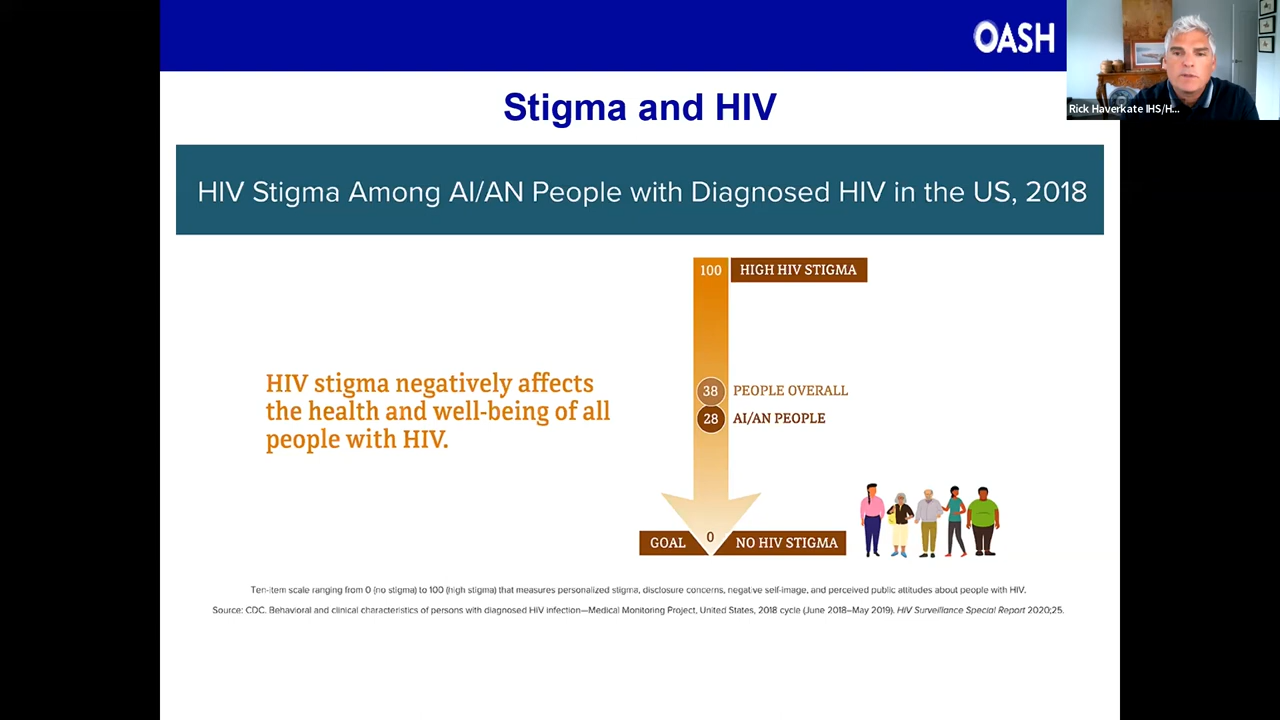 OASH
Rick Haverkate IHS/H...
Stigma and HIV
HIV Stigma Among AI/AN People with Diagnosed HIV in the US, 2018
100
HIGH HIV STIGMA
HIV stigma negatively affects
the health and well-being of all
people with HIV.
38
PEOPLE OVERALL
28
AI/AN PEOPLE
GOAL
0
NO HIV STIGMA
Ten-item scale ranging from 0 (no stigma) to 100 (high stigma) that measures personalized stigma, disclosure concerns, negative self-image, and perceived public attitudes about people with HIV.
Source: CDC. Behavioral and clinical characteristics of persons with diagnosed HIV infection—Medical Monitoring Project, United States, 2018 cycle (June 2018–May 2019). HIV Surveillance Special Report 2020;25.